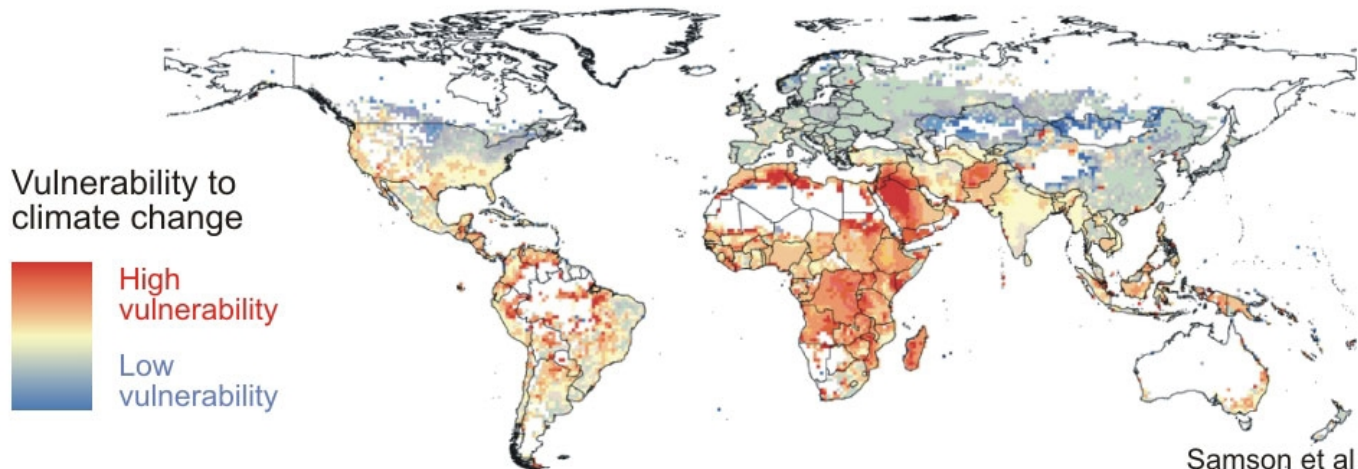 Vulnerability to
climate change
High
vulnerability
Low
vulnerability
Samson et al